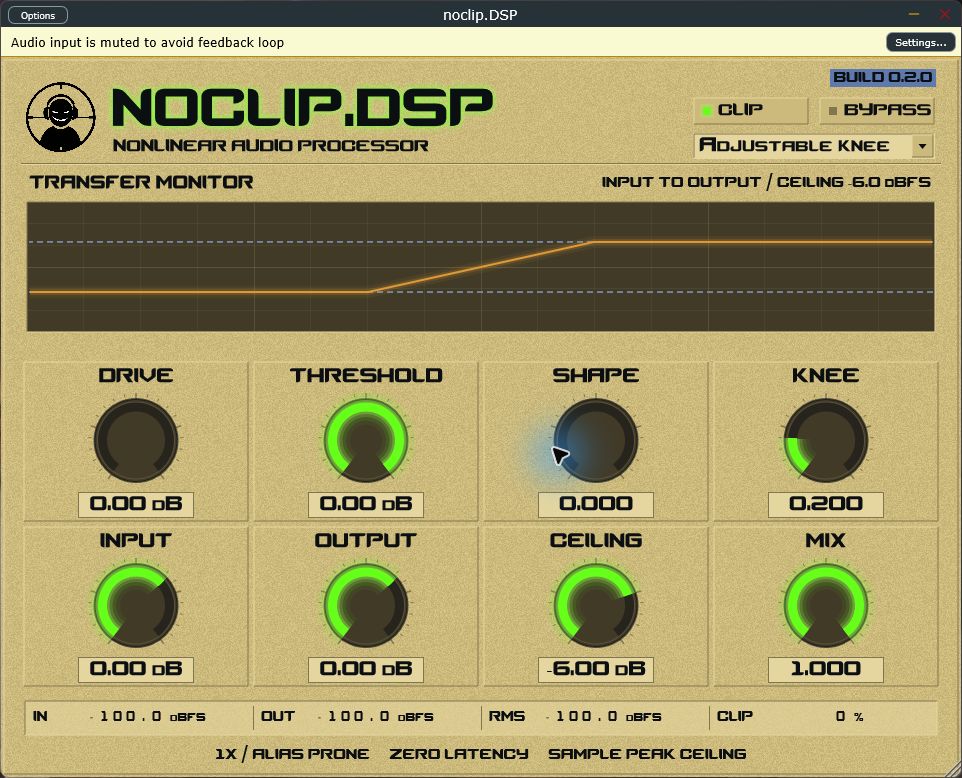 Options
noclip.DSP
Audio input is muted to avoid feedback loop
Settings...
BUILD 0.2.0
NOCLIP.DSP
CLIP
BYPASS
NONLINEAR AUDIO PROCESSOR
ADJUSTABLE KNEE
TRANSFER MONITOR
INPUT TO OUTPUT / CEILING -6.0 dBFS
DRIVE
THRESHOLD
SHAPE
KNEE
0.00 dB
0.00 dB
0.000
0.200
INPUT
OUTPUT
CEILING
MIX
0.00 dB
0.00 dB
-6.00 dB
1.000
IN -100.0 dBFS
OUT -100.0 dBFS
RMS -100.0 dBFS
CLIP 0 %
1X / ALIAS PRONE ZERO LATENCY SAMPLE PEAK CEILING